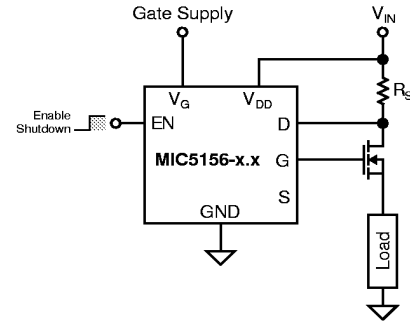 Gate Supply
VIN
VG
VDD
RS
Enable
Shutdown
EN
D
MIC5156-x.x
G
S
GND
Load